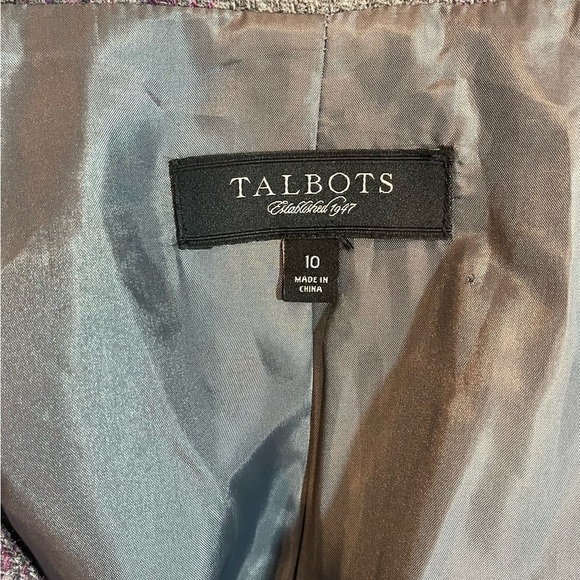 TALBOTS
Established 1947
10
MADE IN
CHINA